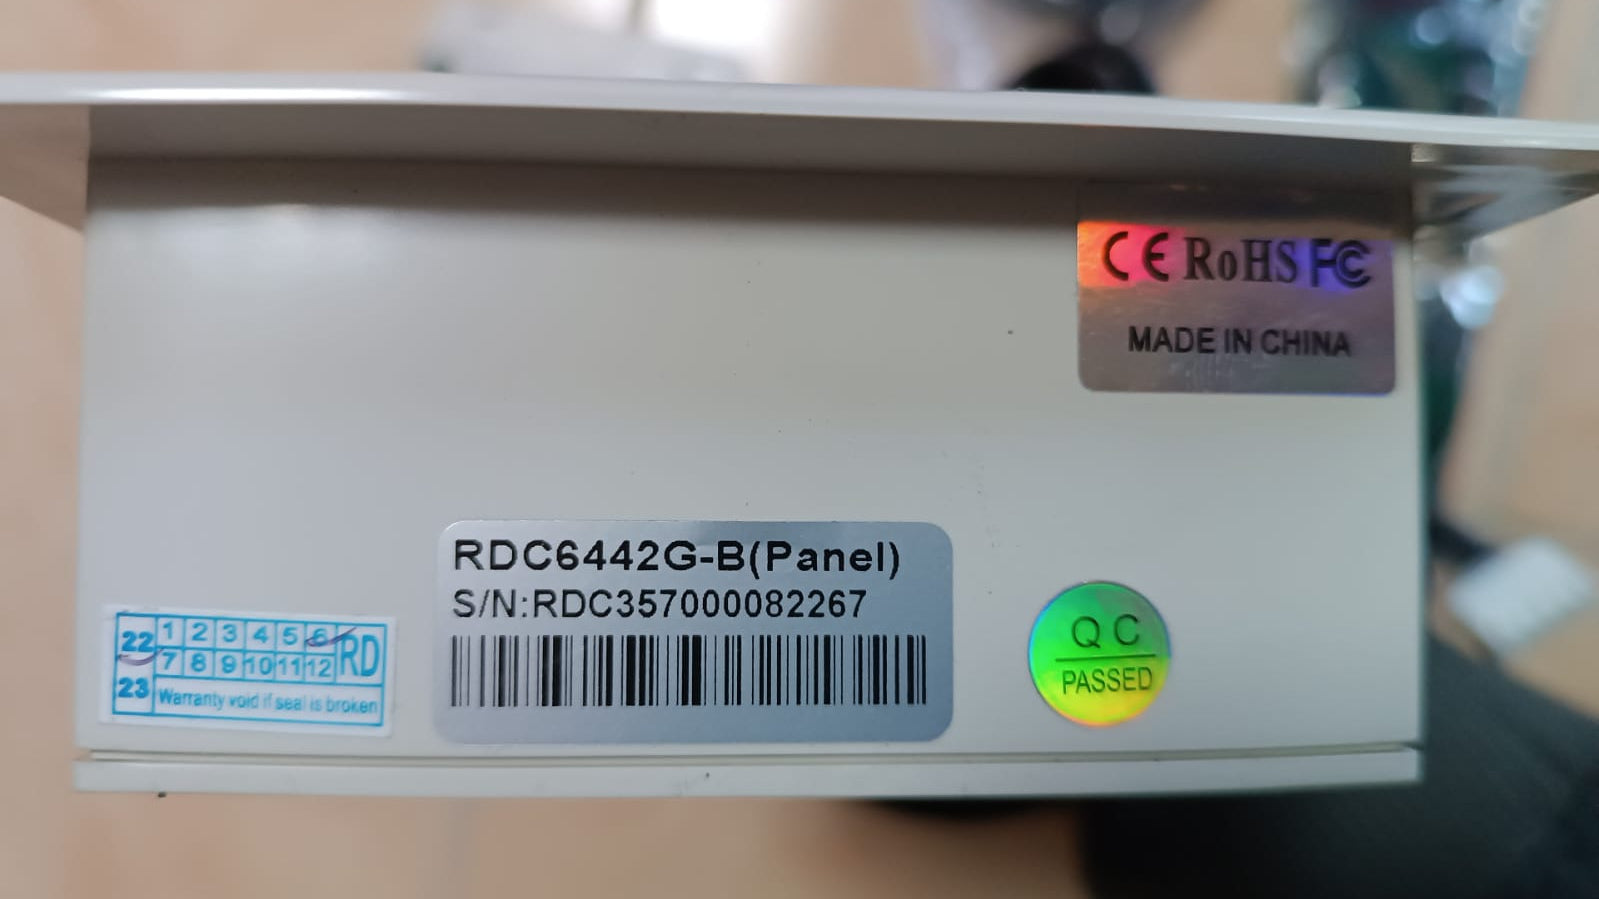 CE RoHS FC
MADE IN CHINA
RDC6442G-B(Panel)
S/N:RDC357000082267
22 1 2 3 4 5 6 RD
7 8 9 10 11 12
23 Warranty void if seal is broken
QC
PASSED